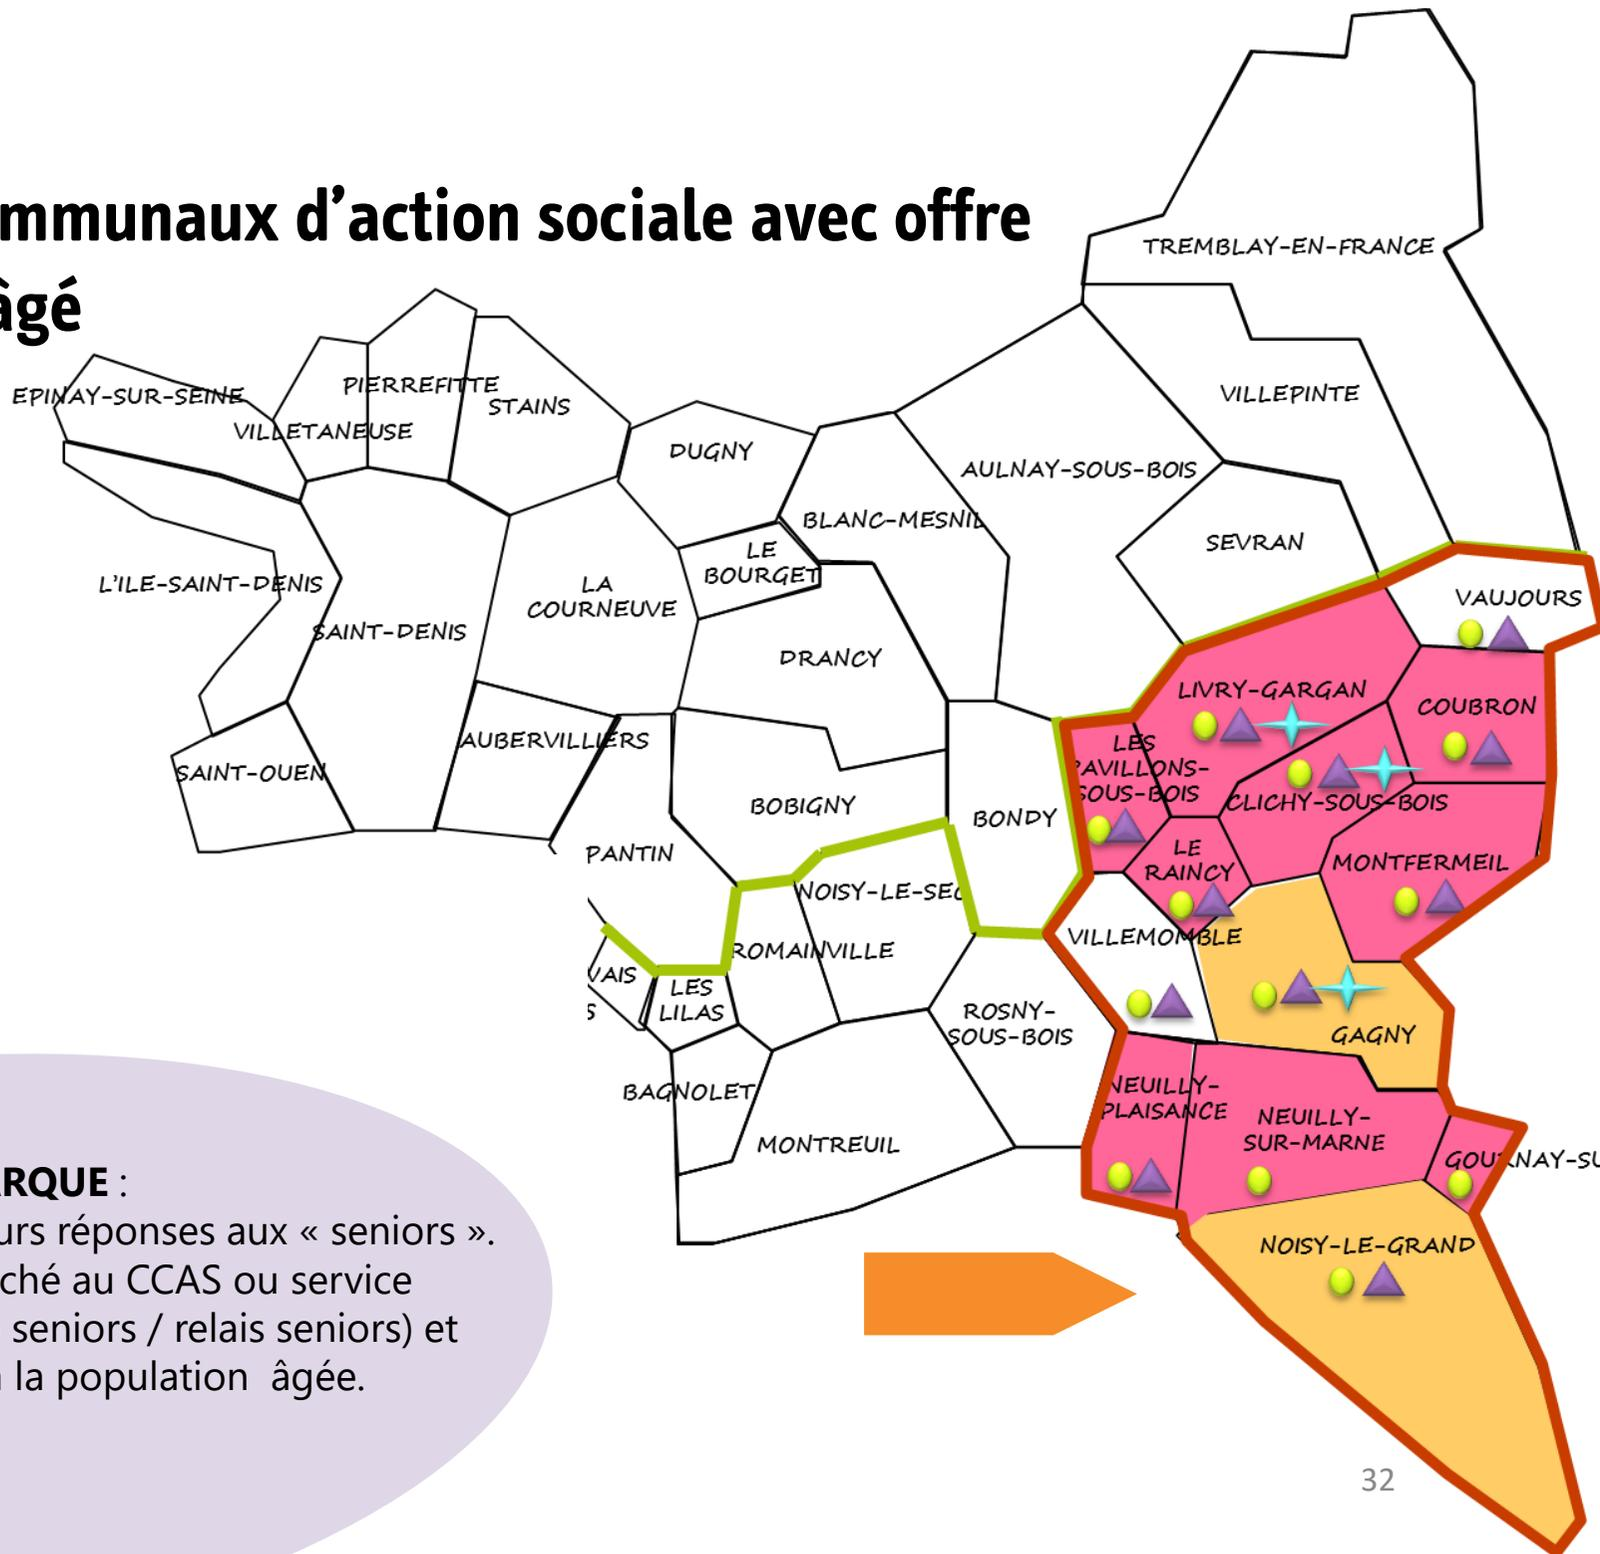 mmunaux d’action sociale avec offre
âgé
TREMBLAY-EN-FRANCE
EPINAY-SUR-SEINE
PIERREFITTE
STAINS
VILLEPINTE
VILLETANEUSE
DUGNY
AULNAY-SOUS-BOIS
BLANC-MESNIL
SEVRAN
LE
BOURGET
L'ILE-SAINT-DENIS
LA
COURNEUVE
VAUJOURS
SAINT-DENIS
DRANCY
LIVRY-GARGAN
COUBRON
AUBERVILLIERS
LES
PAVILLONS-
SOUS-BOIS
SAINT-OUEN
BOBIGNY
CLICHY-SOUS-BOIS
BONDY
PANTIN
LE
RAINCY
MONTFERMEIL
NOISY-LE-SEC
VILLEMOMBLE
ROMAINVILLE
VAIS
S
LES
LILAS
ROSNY-
SOUS-BOIS
GAGNY
BAGNOLET
NEUILLY-
PLAISANCE
NEUILLY-
SUR-MARNE
MONTREUIL
GOURNAY-SU
NOISY-LE-GRAND
ARQUE :
urs réponses aux « seniors ».
ché au CCAS ou service
seniors / relais seniors) et
la population âgée.
32